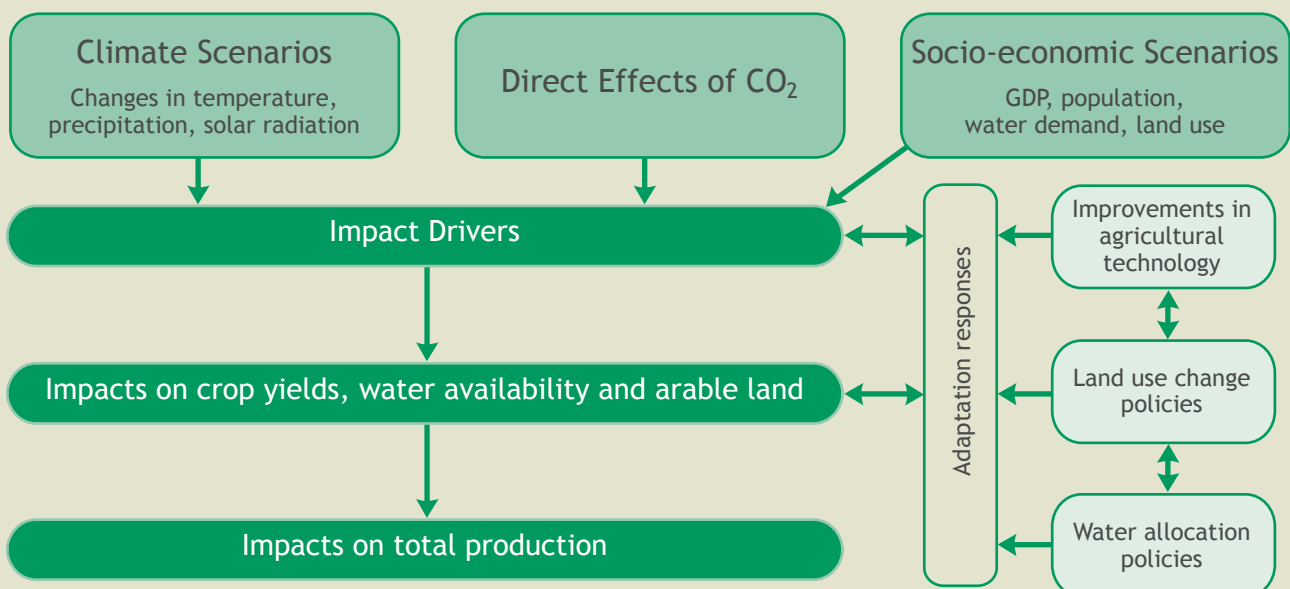 Climate Scenarios
Changes in temperature,
precipitation, solar radiation
Direct Effects of CO₂
Socio-economic Scenarios
GDP, population,
water demand, land use
Impact Drivers
Impacts on crop yields, water availability and arable land
Impacts on total production
Adaptation responses
Improvements in
agricultural
technology
Land use change
policies
Water allocation
policies